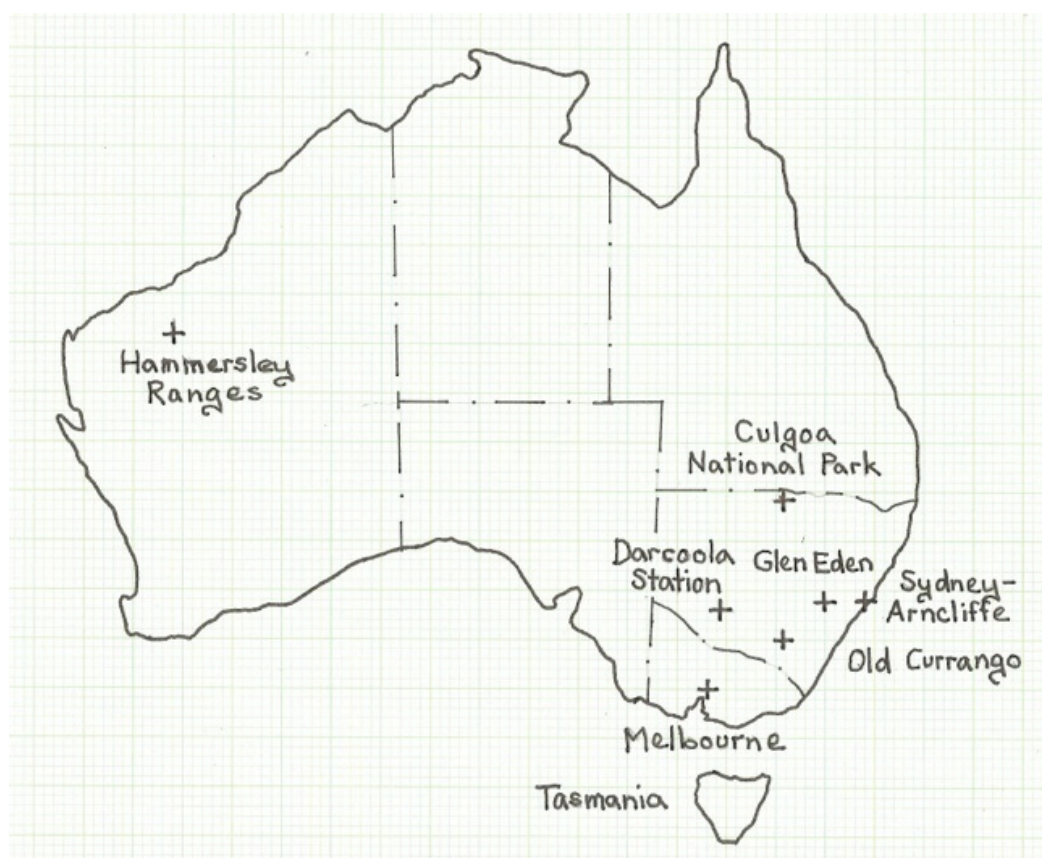 Hammersley
Ranges
Culgoa
National Park
Darcoola
Station
Glen Eden
Sydney-
Arncliffe
Old Currango
Melbourne
Tasmania